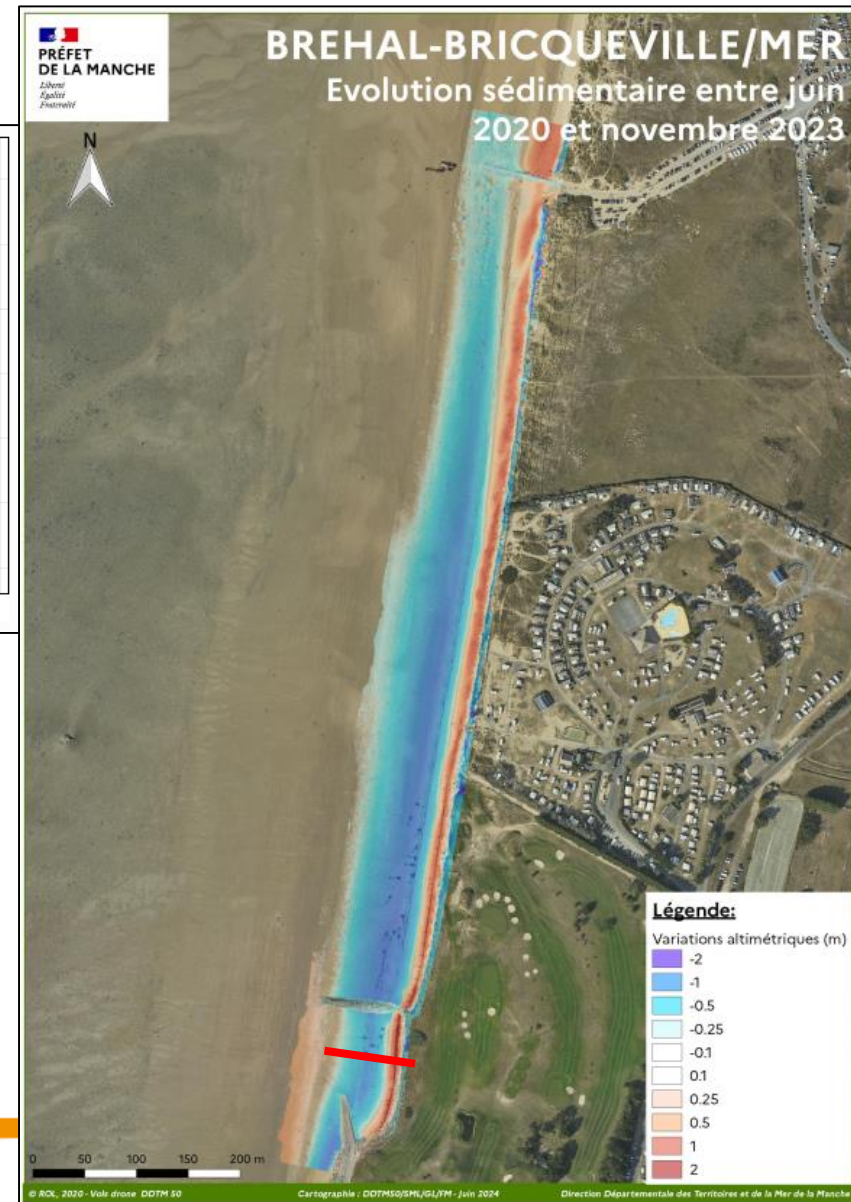 PRÉFET
DE LA MANCHE
Liberté
Égalité
Fraternité
BREHAL-BRICQUEVILLE/MER
Evolution sédimentaire entre juin
2020 et novembre 2023
N
Légende:
Variations altimétriques (m)
-2
-1
-0.5
-0.25
-0.1
0.1
0.25
0.5
1
2
0 50 100 150 200 m
© ROL, 2020 - Vols drone DDTM 50
Cartographie : DDTM50/SML/GL/FM - Juin 2024
Direction Départementale des Territoires et de la Mer de la Manche